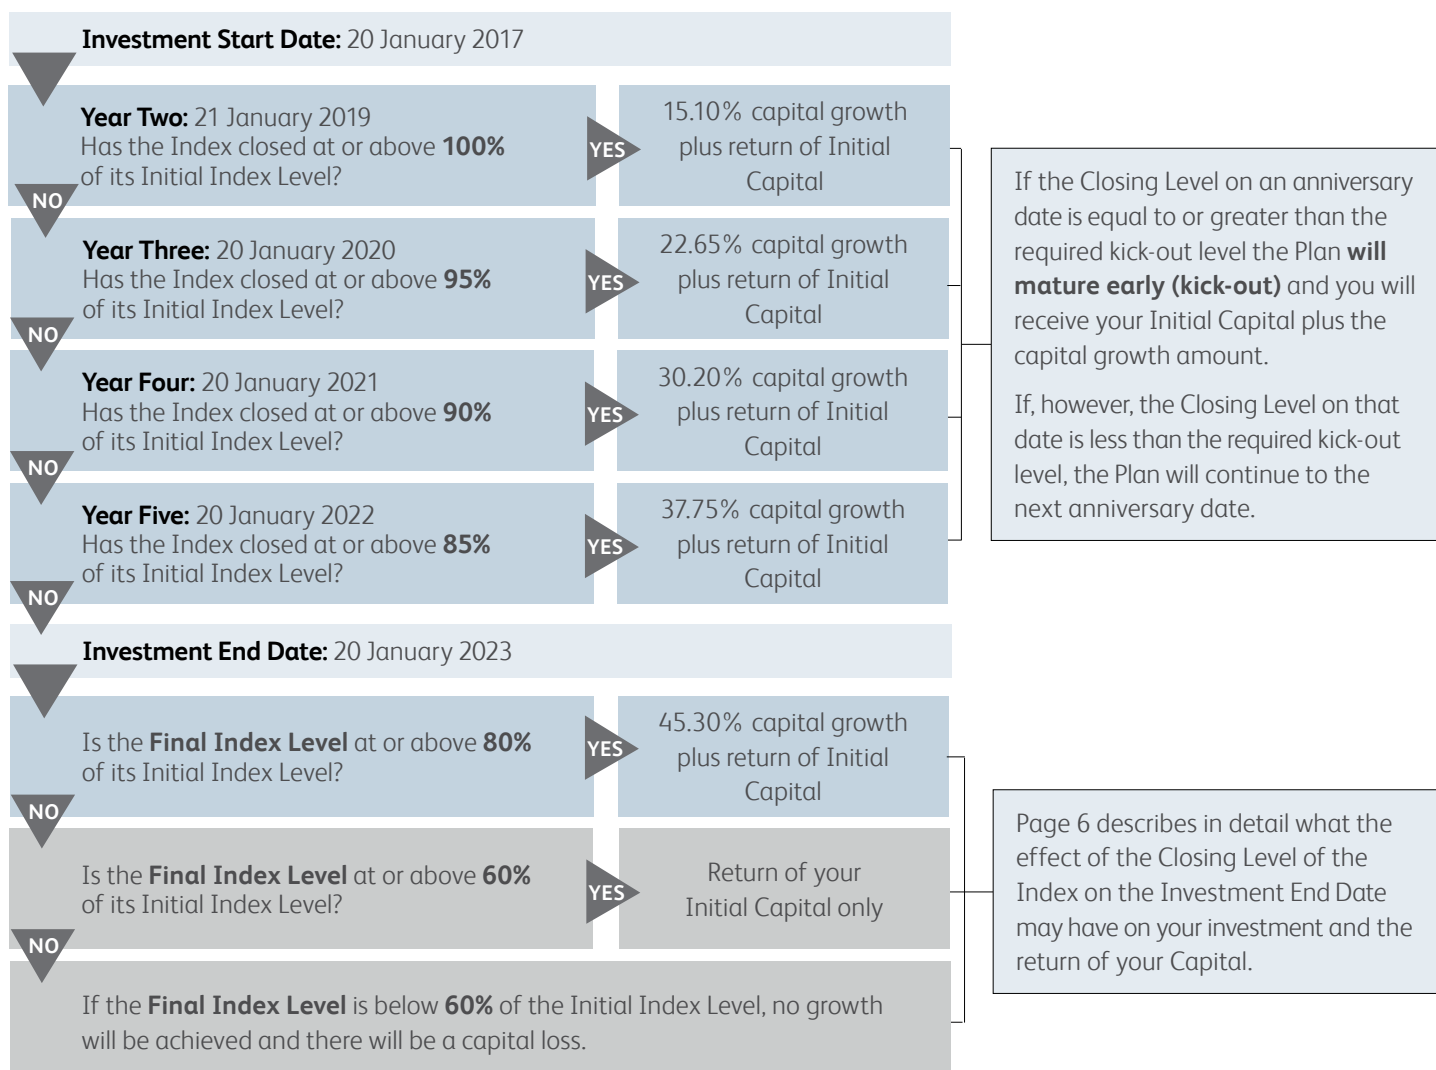 Investment Start Date: 20 January 2017
Year Two: 21 January 2019
Has the Index closed at or above 100%
of its Initial Index Level?
YES
15.10% capital growth
plus return of Initial
Capital
NO
Year Three: 20 January 2020
Has the Index closed at or above 95%
of its Initial Index Level?
YES
22.65% capital growth
plus return of Initial
Capital
NO
Year Four: 20 January 2021
Has the Index closed at or above 90%
of its Initial Index Level?
YES
30.20% capital growth
plus return of Initial
Capital
NO
Year Five: 20 January 2022
Has the Index closed at or above 85%
of its Initial Index Level?
YES
37.75% capital growth
plus return of Initial
Capital
NO
If the Closing Level on an anniversary
date is equal to or greater than the
required kick-out level the Plan will
mature early (kick-out) and you will
receive your Initial Capital plus the
capital growth amount.
If, however, the Closing Level on that
date is less than the required kick-out
level, the Plan will continue to the
next anniversary date.
Investment End Date: 20 January 2023
Is the Final Index Level at or above 80%
of its Initial Index Level?
YES
45.30% capital growth
plus return of Initial
Capital
NO
Is the Final Index Level at or above 60%
of its Initial Index Level?
YES
Return of your
Initial Capital only
NO
If the Final Index Level is below 60% of the Initial Index Level, no growth
will be achieved and there will be a capital loss.
Page 6 describes in detail what the
effect of the Closing Level of the
Index on the Investment End Date
may have on your investment and the
return of your Capital.